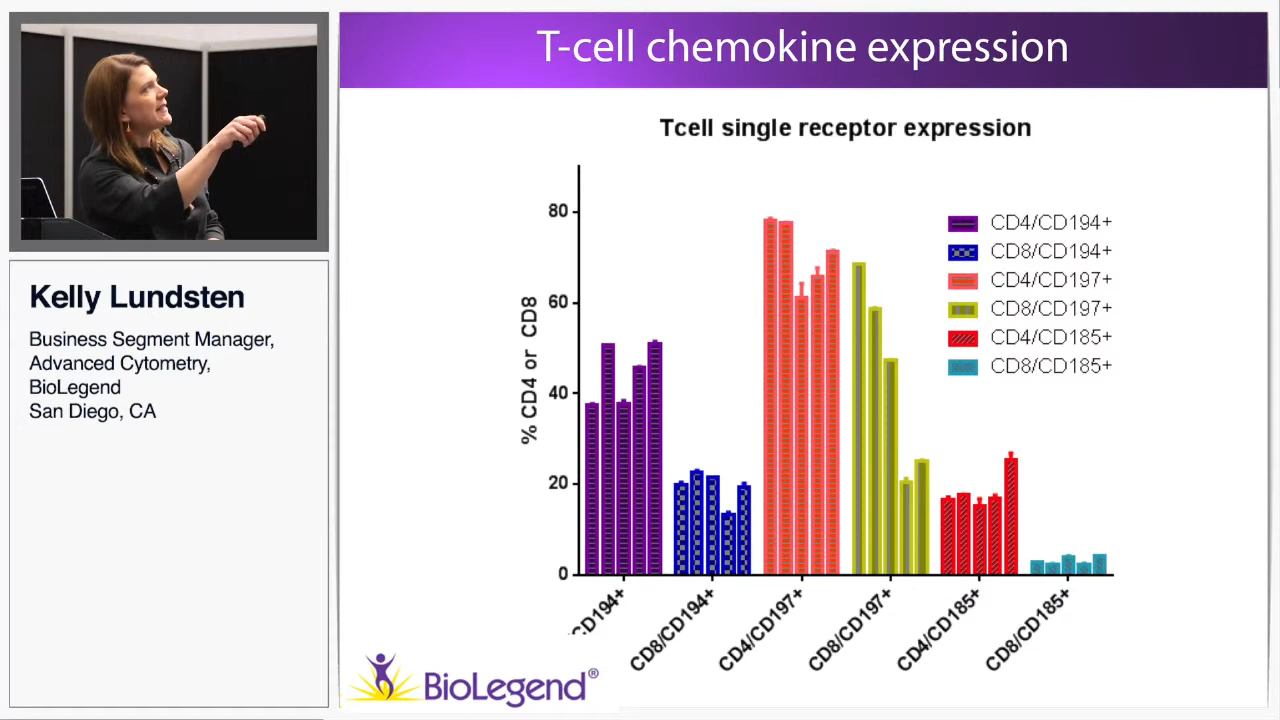 T-cell chemokine expression
Kelly Lundsten
Business Segment Manager,
Advanced Cytometry,
BioLegend
San Diego, CA
Tcell single receptor expression
% CD4 or CD8
80
60
40
20
0
CD4/CD194+
CD8/CD194+
CD4/CD197+
CD8/CD197+
CD4/CD185+
CD8/CD185+
CD194+
CD8/CD194+
CD4/CD197+
CD8/CD197+
CD4/CD185+
CD8/CD185+
BioLegend®